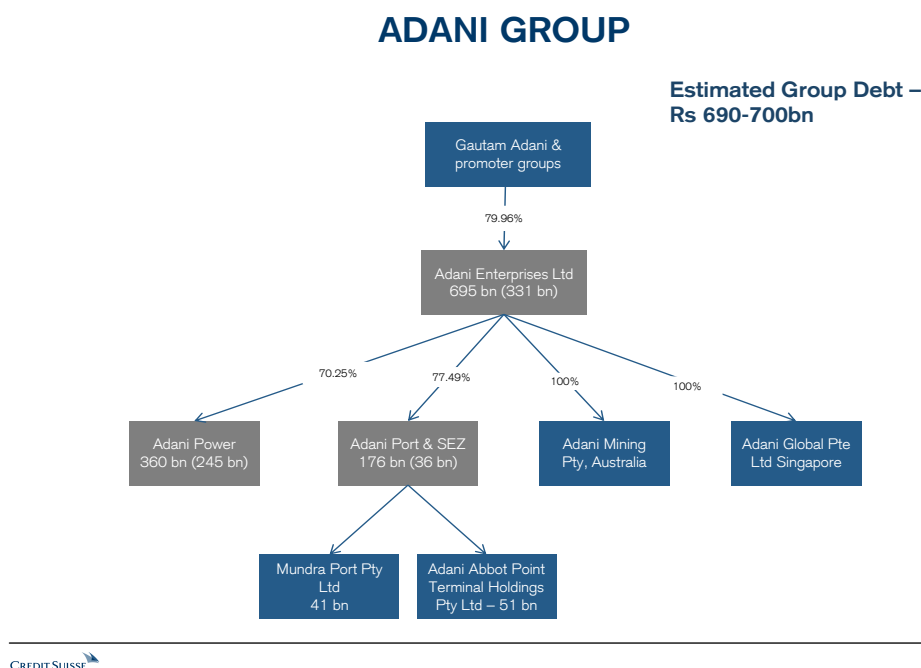 ADANI GROUP
Estimated Group Debt –
Rs 690-700bn
Gautam Adani &
promoter groups
79.96%
Adani Enterprises Ltd
695 bn (331 bn)
70.25%
77.49%
100%
100%
Adani Power
360 bn (245 bn)
Adani Port & SEZ
176 bn (36 bn)
Adani Mining
Pty, Australia
Adani Global Pte
Ltd Singapore
Mundra Port Pty
Ltd
41 bn
Adani Abbot Point
Terminal Holdings
Pty Ltd – 51 bn
CREDIT SUISSE